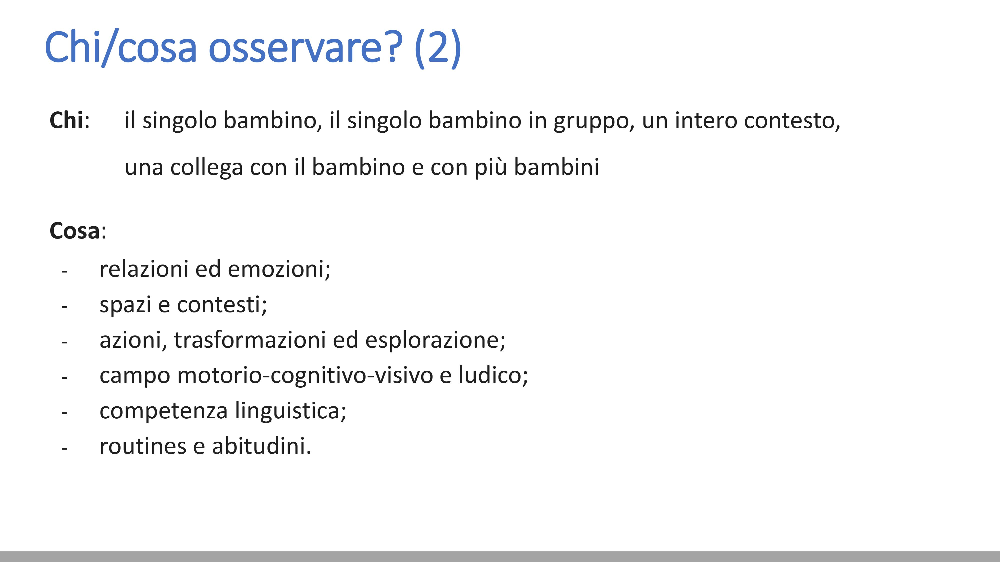 Chi/cosa osservare? (2)
Chi: il singolo bambino, il singolo bambino in gruppo, un intero contesto,
una collega con il bambino e con più bambini
Cosa:
- relazioni ed emozioni;
- spazi e contesti;
- azioni, trasformazioni ed esplorazione;
- campo motorio-cognitivo-visivo e ludico;
- competenza linguistica;
- routines e abitudini.